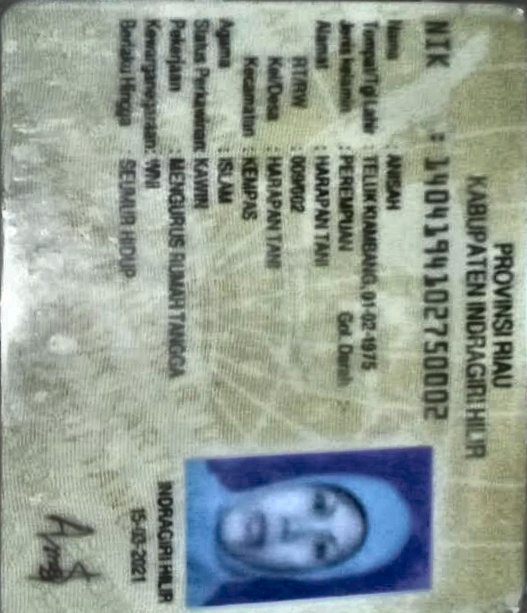 PROVINSI RIAU
KABUPATEN INDRAGIRI HILIR
NIK : 1404194102750002
Nama : ANISAH
Tempat/Tgl Lahir : TELUK KIAMBANG, 01-02-1975
Jenis kelamin : PEREMPUAN Gol. Darah :
Alamat : HARAPAN TANI
RT/RW : 009/002
Kel/Desa : HARAPAN TANI
Kecamatan : KEMPAS
Agama : ISLAM
Status Perkawinan: KAWIN
Pekerjaan : MENGURUS RUMAH TANGGA
Kewarganegaraan: WNI
Berlaku Hingga : SEUMUR HIDUP
INDRAGIRI HILIR
15-03-2021